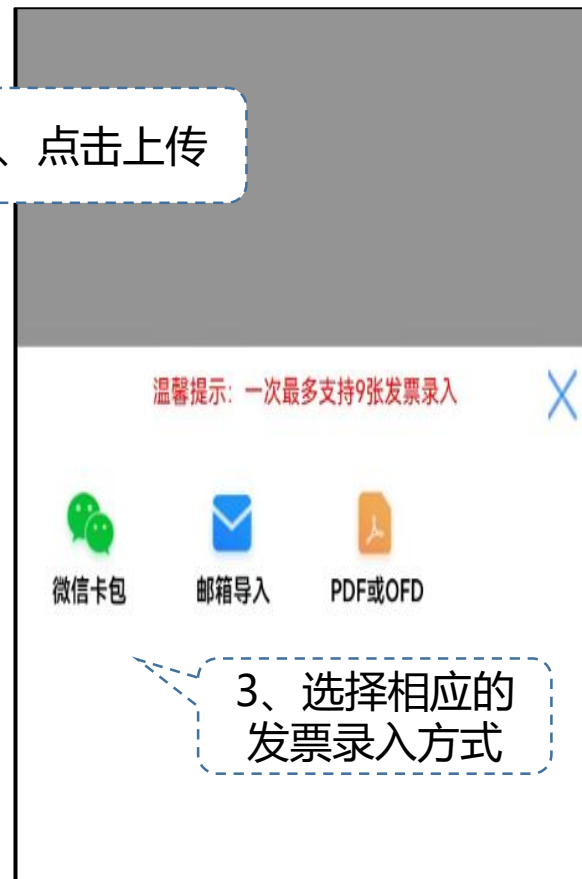 、点击上传
温馨提示：一次最多支持9张发票录入
微信卡包
邮箱导入
PDF或OFD
3、选择相应的
发票录入方式